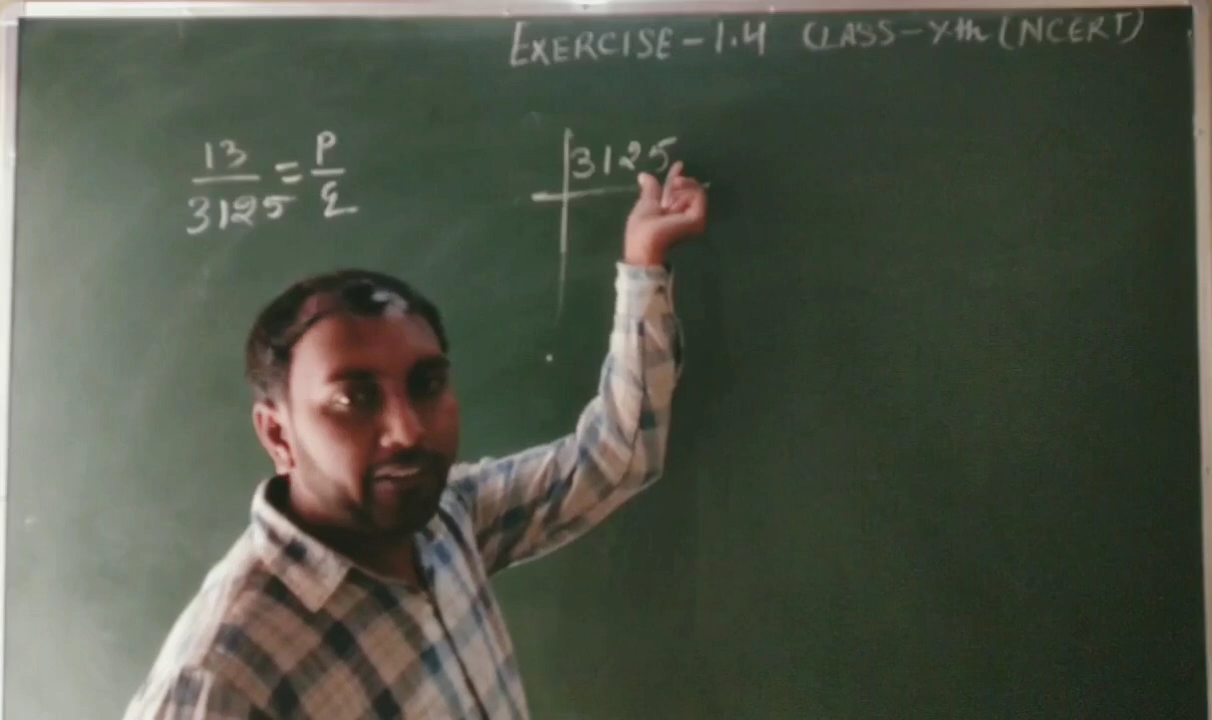 EXERCISE-1.4 CLASS-Xth (NCERT)
13/3125 = P/q
3125